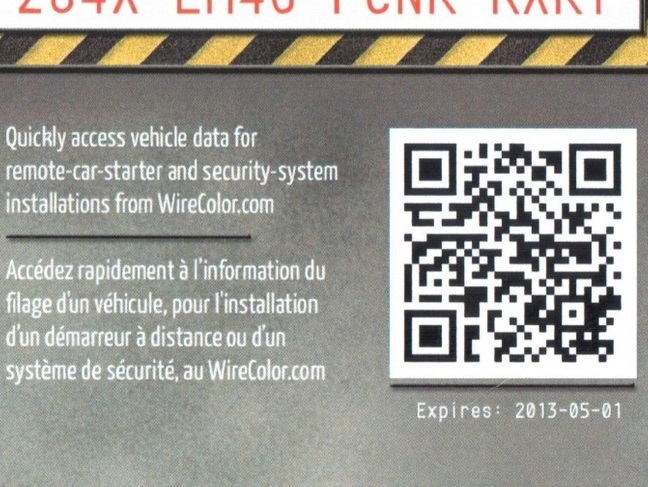 Quickly access vehicle data for
remote-car-starter and security-system
installations from WireColor.com
Accédez rapidement à l'information du
filage d'un véhicule, pour l'installation
d'un démarreur à distance ou d'un
système de sécurité, au WireColor.com
Expires: 2013-05-01